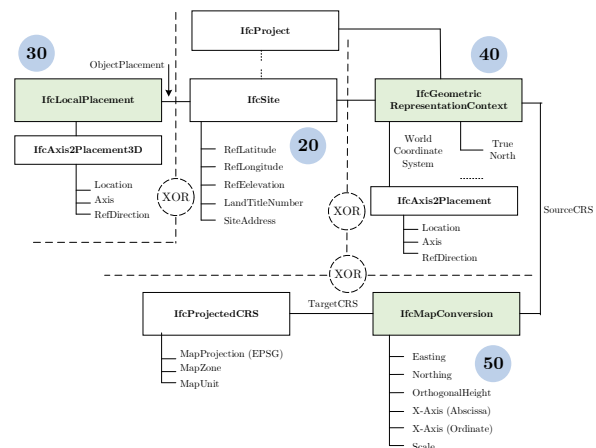 IfcProject
30
40
ObjectPlacement
IfcLocalPlacement
IfcSite
IfcGeometric
RepresentationContext
IfcAxis2Placement3D
20
World
Coordinate
System
True
North
RefLatitude
RefLongitude
RefEelevation
LandTitleNumber
SiteAddress
Location
Axis
RefDirection
XOR
XOR
IfcAxis2Placement
SourceCRS
Location
Axis
RefDirection
XOR
TargetCRS
IfcProjectedCRS
IfcMapConversion
MapProjection (EPSG)
MapZone
MapUnit
50
Easting
Northing
OrthogonalHeight
X-Axis (Abscissa)
X-Axis (Ordinate)
Scale